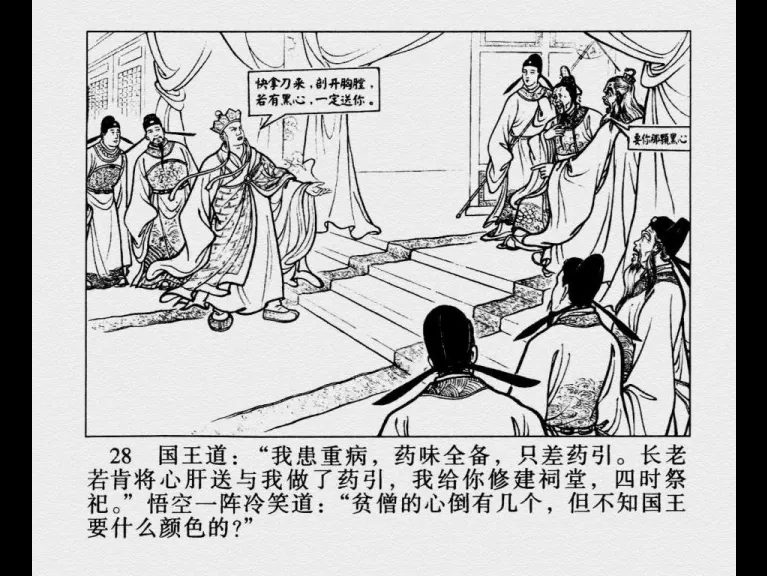 快拿刀来，剖开胸膛，
若有黑心，一定送你。
要你那颗黑心
28 国王道：“我患重病，药味全备，只差药引。长老
若肯将心肝送与我做了药引，我给你修建祠堂，四时祭
祀。”悟空一阵冷笑道：“贫僧的心倒有几个，但不知国王
要什么颜色的？”